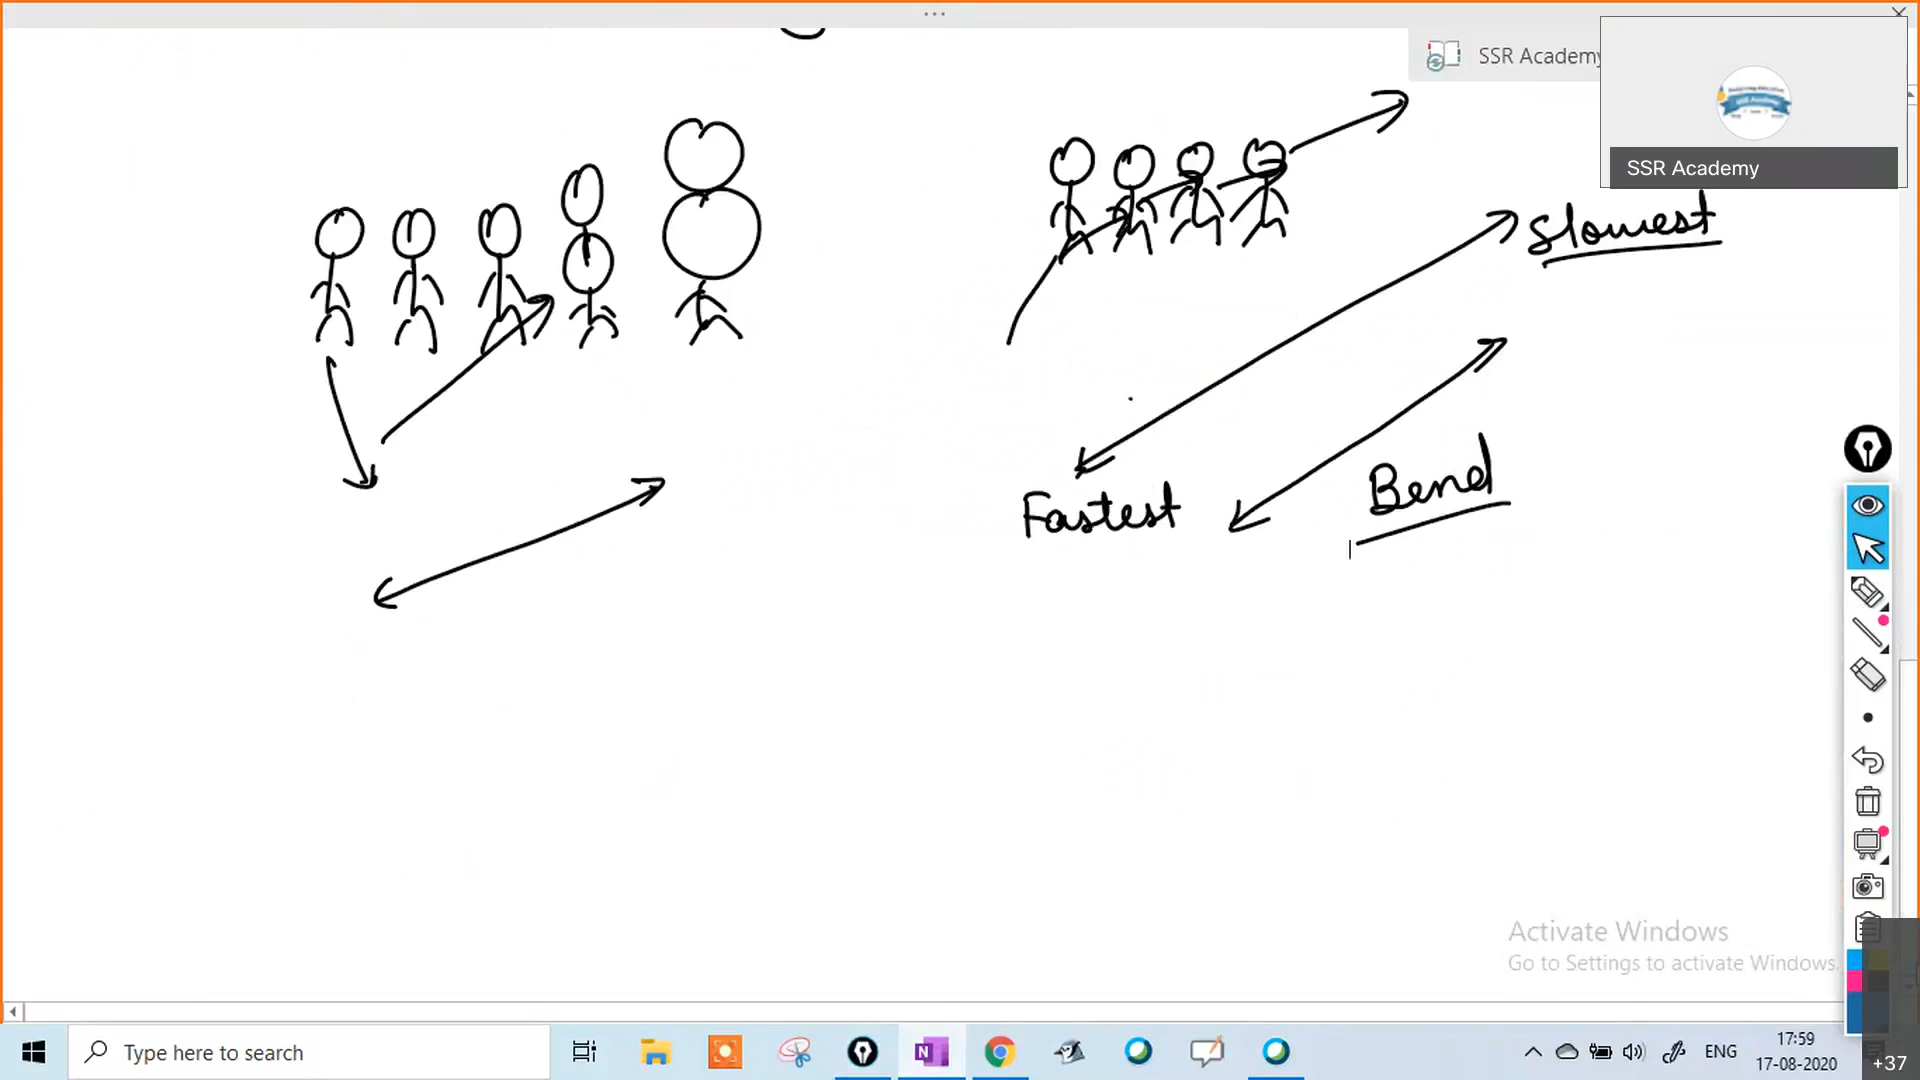 SSR Academy
SSR Academy
Slowest
Fastest
Bend
Activate Windows
Go to Settings to activate Windows.
Type here to search
ENG
17:59
17-08-2020
+37